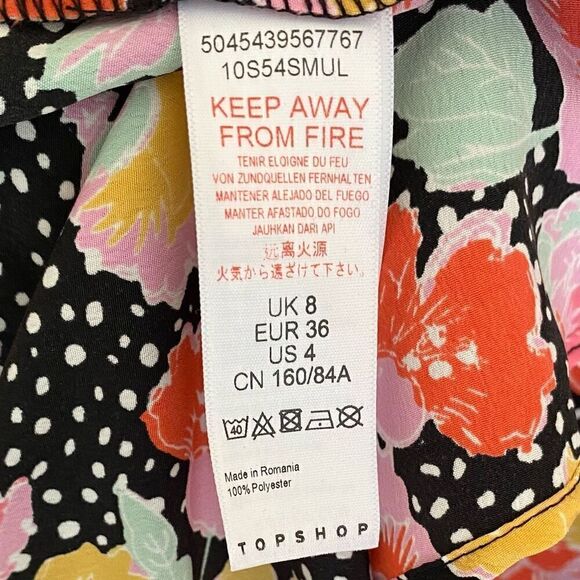 5045439567767
10S54SMUL
KEEP AWAY
FROM FIRE
TENIR ELOIGNE DU FEU
VON ZUNDQUELLEN FERNHALTEN
MANTENER ALEJADO DEL FUEGO
MANTER AFASTADO DO FOGO
JAUHKAN DARI API
远离火源
火気から遠ざけて下さい。
UK 8
EUR 36
US 4
CN 160/84A
40
Made in Romania
100% Polyester
TOPSHOP